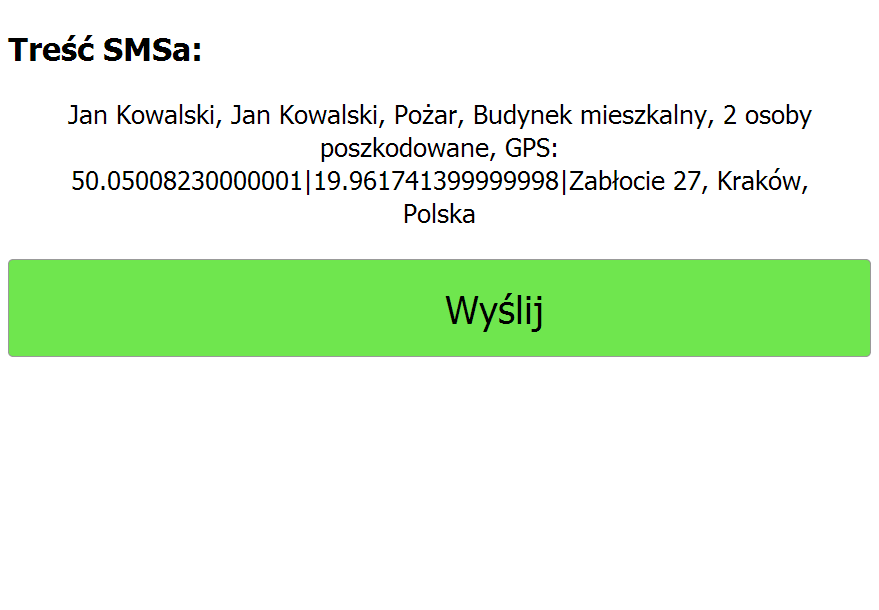 Treść SMSa:
Jan Kowalski, Jan Kowalski, Pożar, Budynek mieszkalny, 2 osoby
poszkodowane, GPS:
50.05008230000001|19.961741399999998|Zabłocie 27, Kraków,
Polska
Wyślij